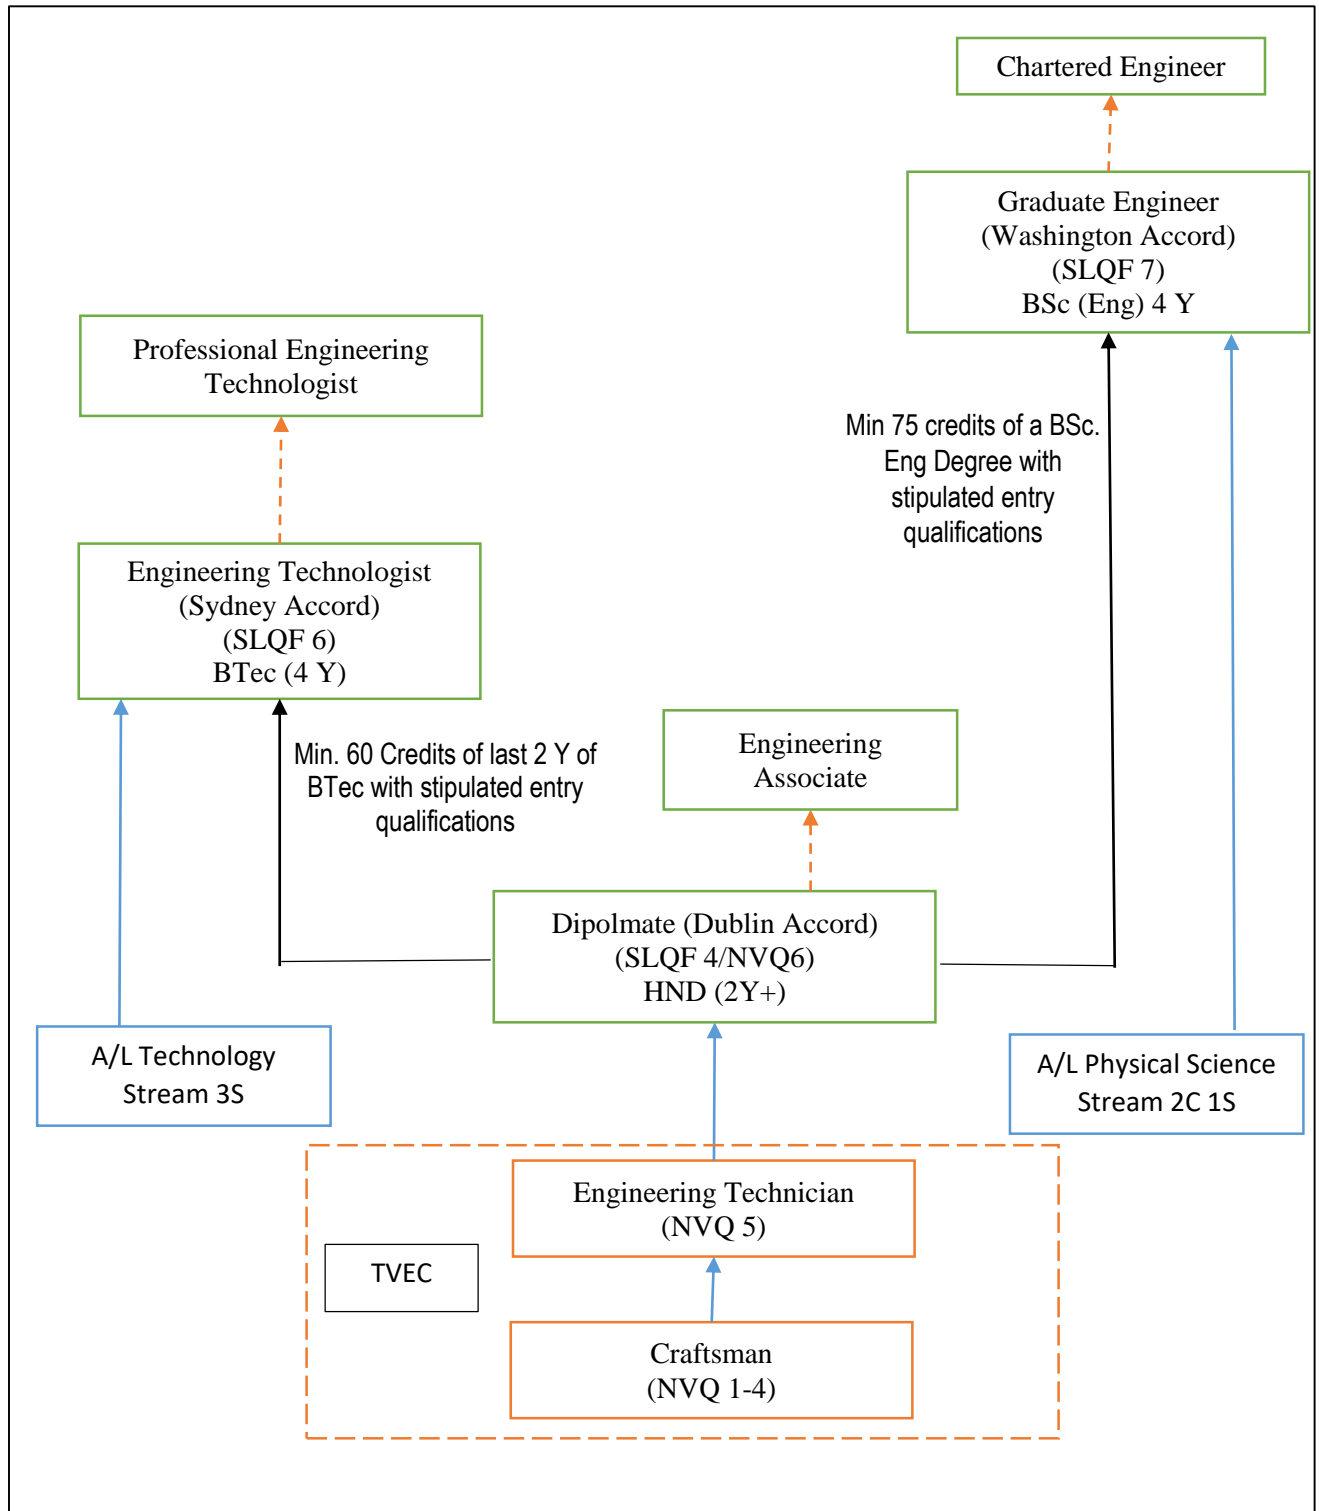 Chartered Engineer
Graduate Engineer
(Washington Accord)
(SLQF 7)
BSc (Eng) 4 Y
Professional Engineering
Technologist
Min 75 credits of a BSc.
Eng Degree with
stipulated entry
qualifications
Engineering Technologist
(Sydney Accord)
(SLQF 6)
BTec (4 Y)
Min. 60 Credits of last 2 Y of
BTec with stipulated entry
qualifications
Engineering
Associate
Dipolmate (Dublin Accord)
(SLQF 4/NVQ6)
HND (2Y+)
A/L Technology
Stream 3S
A/L Physical Science
Stream 2C 1S
Engineering Technician
(NVQ 5)
TVEC
Craftsman
(NVQ 1-4)